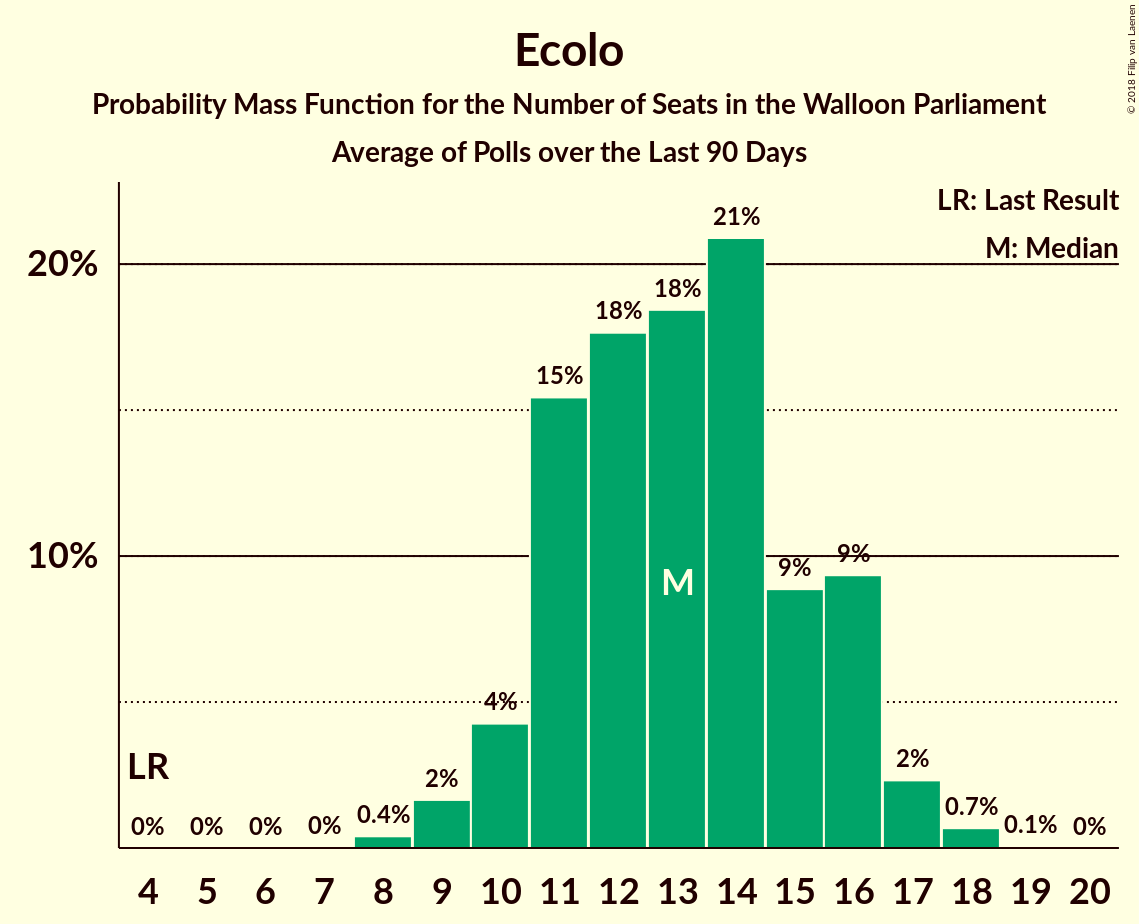 Ecolo
Probability Mass Function for the Number of Seats in the Walloon Parliament
Average of Polls over the Last 90 Days
© 2018 Filip van Laenen
LR: Last Result
M: Median
20%
10%
LR
M
0% 0% 0% 0% 0.4% 2% 4% 15% 18% 18% 21% 9% 9% 2% 0.7% 0.1% 0%
4 5 6 7 8 9 10 11 12 13 14 15 16 17 18 19 20